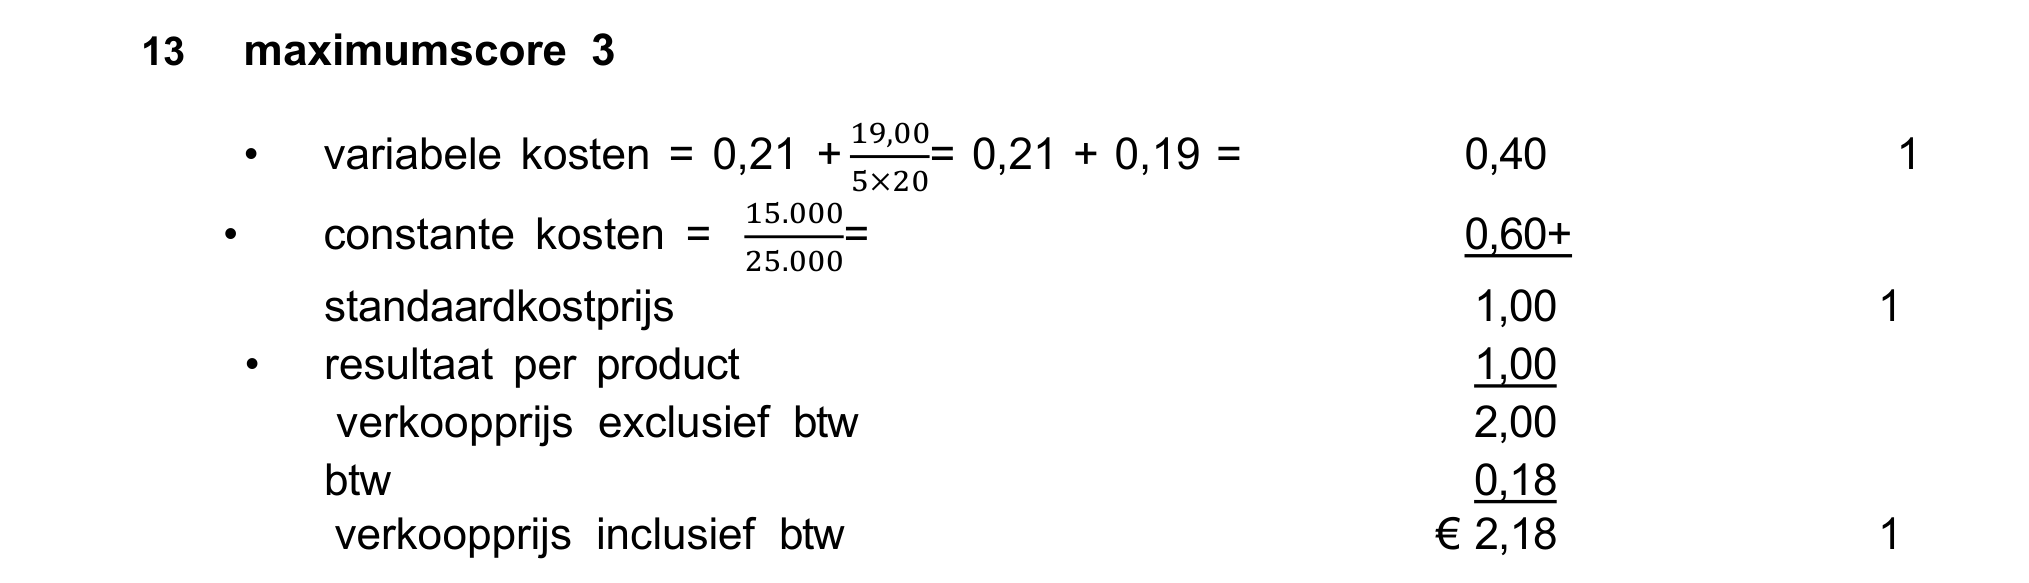 13 maximumscore 3
• variabele kosten = 0,21 + 19,00/5×20 = 0,21 + 0,19 = 0,40 1
• constante kosten = 15.000/25.000 = 0,60+
standaardkostprijs 1,00 1
• resultaat per product 1,00
verkoopprijs exclusief btw 2,00
btw 0,18
verkoopprijs inclusief btw € 2,18 1